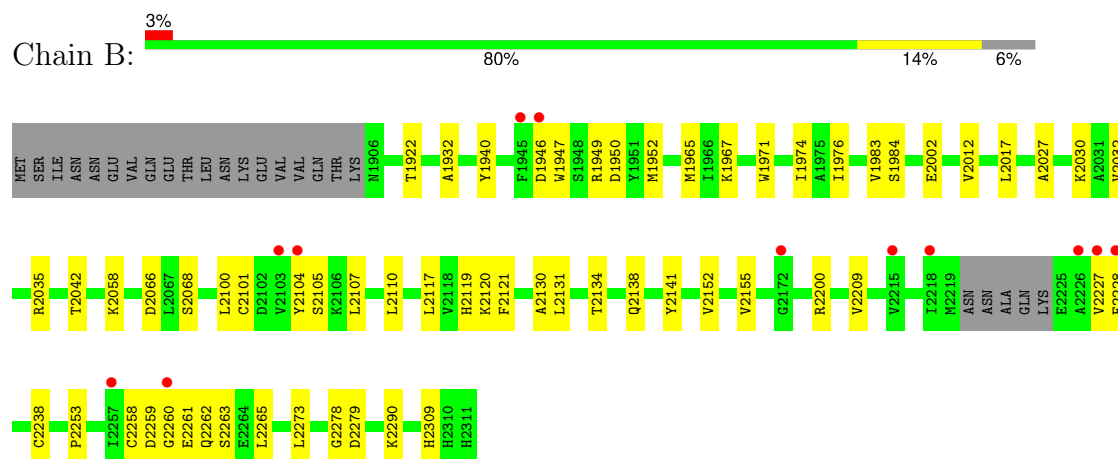 3%
Chain B:
80% 14% 6%
MET SER ILE ASN ASN GLU VAL GLN GLU THR LEU ASN LYS GLU VAL VAL GLN THR LYS N1906 T1922 A1932 Y1940 F1945 D1946 W1947 S1948 R1949 D1950 Y1951 M1952 M1965 I1966 K1967 W1971 I1974 A1975 I1976 V1983 S1984 E2002 V2012 L2017 A2027 K2030 A2031
R2035 T2042 K2058 D2066 L2067 S2068 L2100 C2101 D2102 V2103 Y2104 S2105 K2106 L2107 L2110 L2117 V2118 H2119 K2120 F2121 A2130 L2131 T2134 Q2138 Y2141 V2152 V2155 G2172 R2200 V2209 V2215 I2218 M2219 ASN ASN ALA GLN LYS E2225 A2226 V2227
C2238 P2253 I2257 C2258 D2259 G2260 E2261 Q2262 S2263 E2264 L2265 L2273 G2278 D2279 K2290 H2309 H2310 H2311